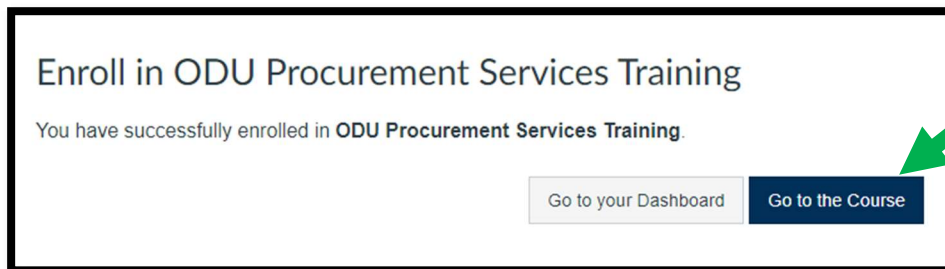 Enroll in ODU Procurement Services Training
You have successfully enrolled in ODU Procurement Services Training.
Go to your Dashboard
Go to the Course